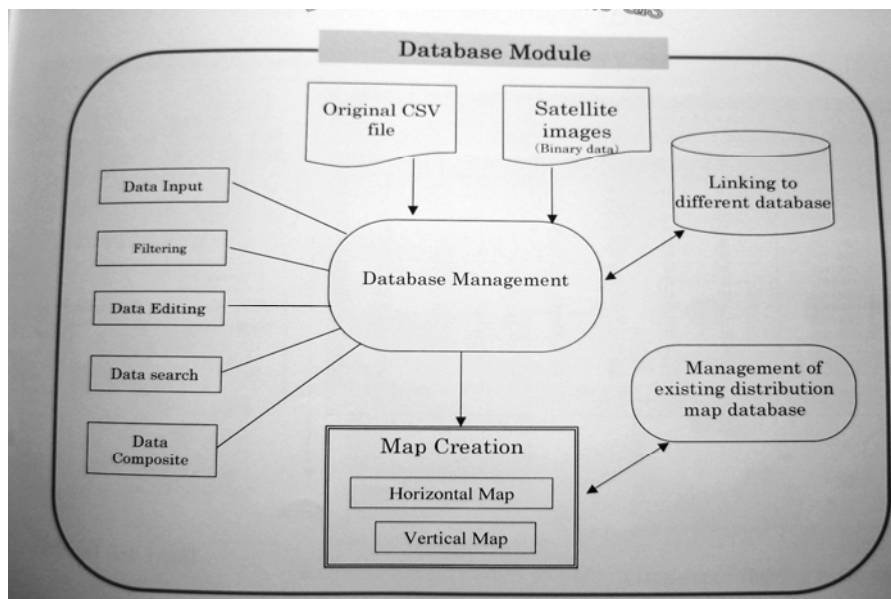 Database Module
Original CSV
file
Satellite
images
(Binary data)
Data Input
Linking to
different database
Filtering
Database Management
Data Editing
Data search
Management of
existing distribution
map database
Data
Composite
Map Creation
Horizontal Map
Vertical Map